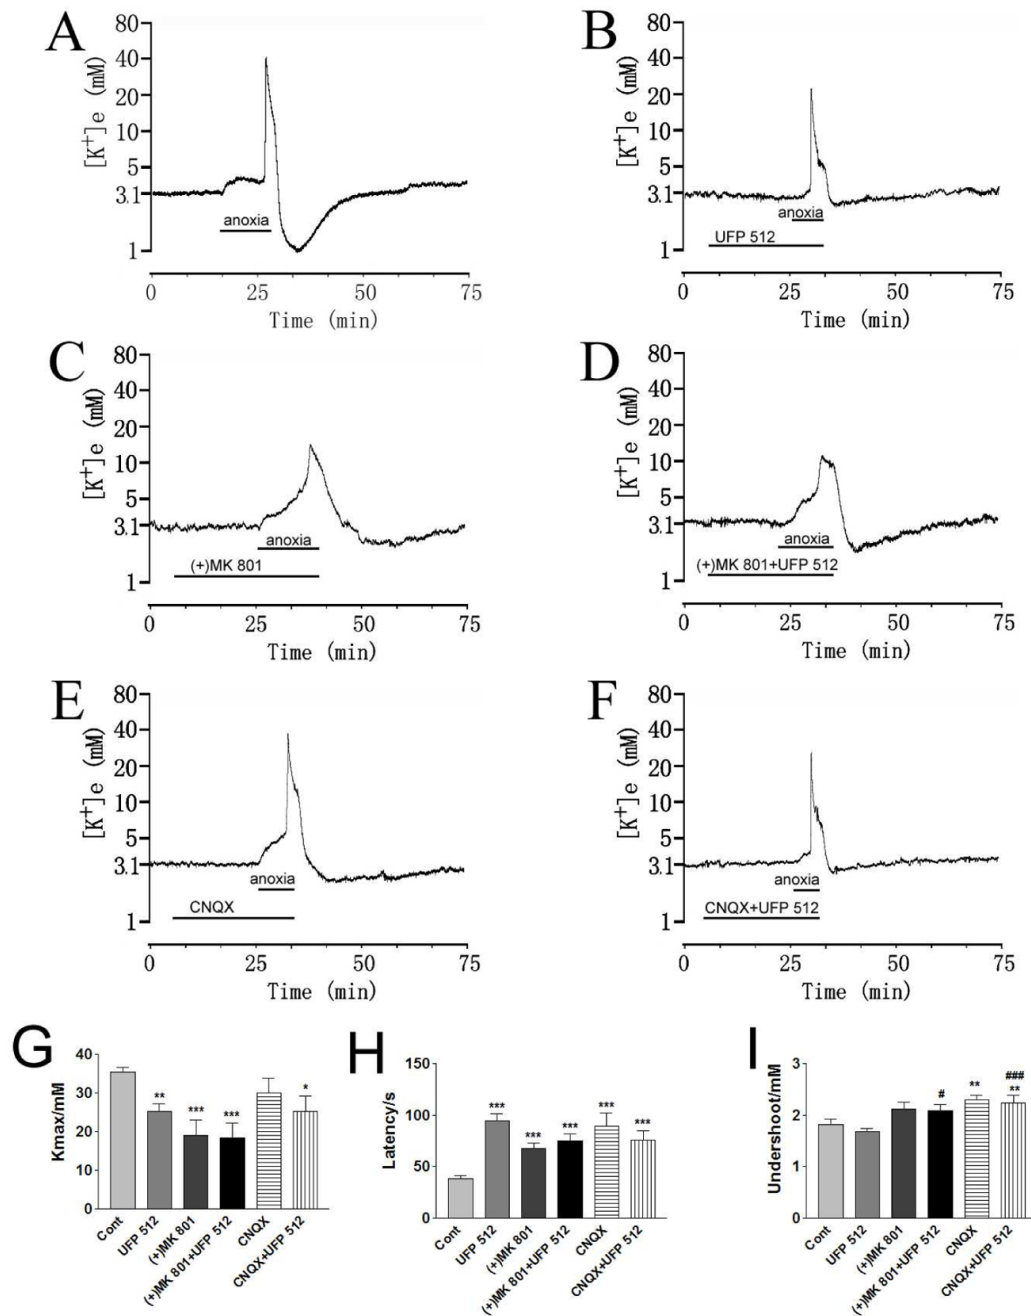 A
[K+]e (mM)
80
40
20
10
5
3.1
1
anoxia
0 25 50 75
Time (min)
B
[K+]e (mM)
80
40
20
10
5
3.1
1
anoxia
UFP 512
0 25 50 75
Time (min)
C
[K+]e (mM)
80
40
20
10
5
3.1
1
anoxia
(+)MK 801
0 25 50 75
Time (min)
D
[K+]e (mM)
80
40
20
10
5
3.1
1
anoxia
(+)MK 801+UFP 512
0 25 50 75
Time (min)
E
[K+]e (mM)
80
40
20
10
5
3.1
1
anoxia
CNQX
0 25 50 75
Time (min)
F
[K+]e (mM)
80
40
20
10
5
3.1
1
anoxia
CNQX+UFP 512
0 25 50 75
Time (min)
G
Kmax/mM
40
30
20
10
0
** *** *** *
Cont
UFP 512
(+)MK 801
(+)MK 801+UFP 512
CNQX
CNQX+UFP 512
H
Latency/s
150
100
50
0
*** *** *** *** ***
Cont
UFP 512
(+)MK 801
(+)MK 801+UFP 512
CNQX
CNQX+UFP 512
I
Undershoot/mM
3
2
1
0
# ** ###
**
Cont
UFP 512
(+)MK 801
(+)MK 801+UFP 512
CNQX
CNQX+UFP 512